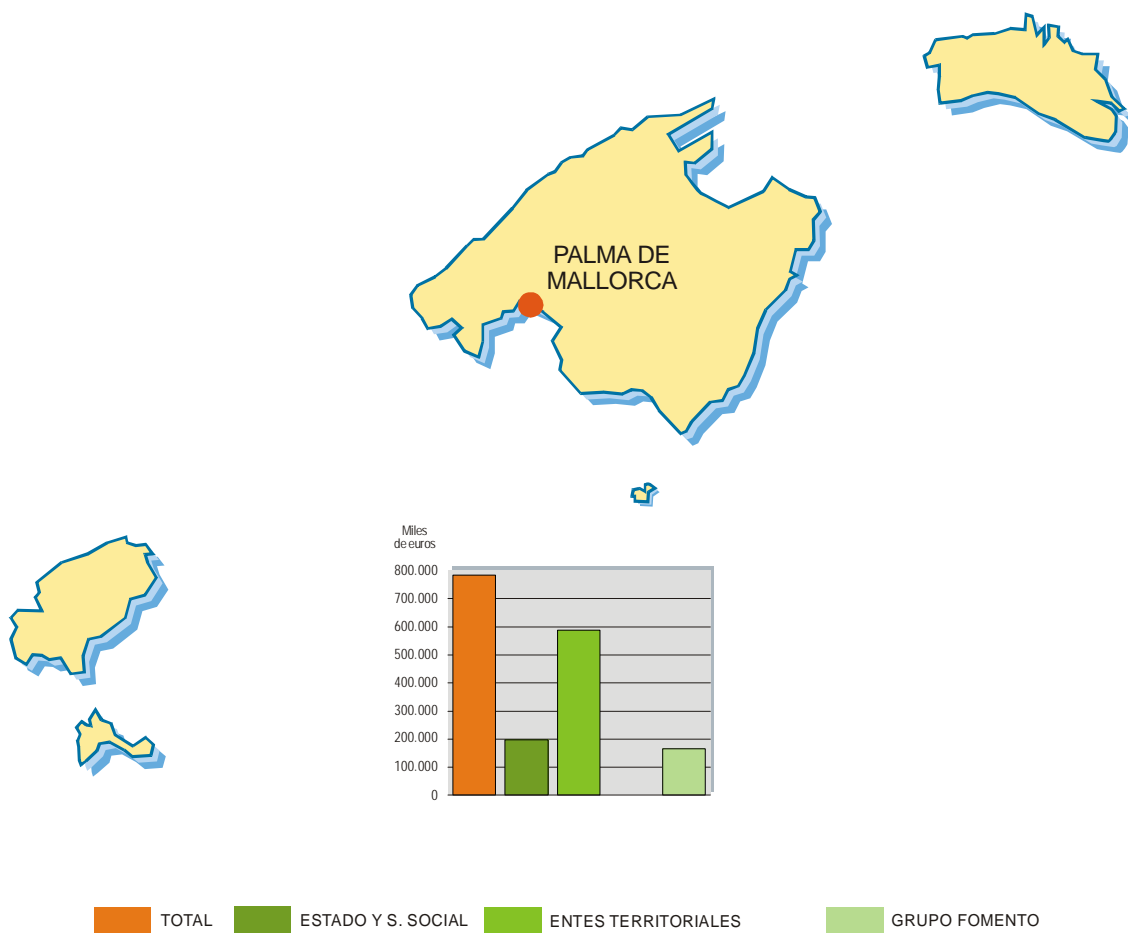 PALMA DE
MALLORCA
Miles
de euros
800.000
700.000
600.000
500.000
400.000
300.000
200.000
100.000
0
TOTAL
ESTADO Y S. SOCIAL
ENTES TERRITORIALES
GRUPO FOMENTO